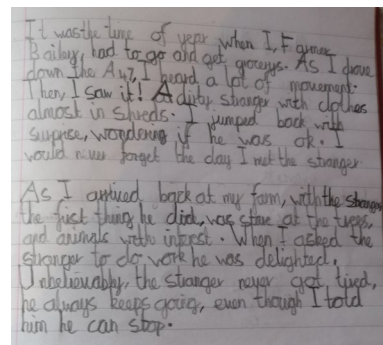 It was the time of year when I, Farmer
Bailey, had to go and get grocerys. As I drove
down the A47, I heard a lot of movement.
Then, I saw it! A dirty stranger with clothes
almost in shreds. I jumped back with
suprise, wondering if he was ok. I
would never forget the day I met the stranger.
As I arrived back at my farm, with the stranger
the first thing he did, was stare at the trees,
and animals with intrest. When I asked the
stranger to do work he was delighted.
Unbelievably, the stranger never got tired,
he always keeps going, even though I told
him he can stop.